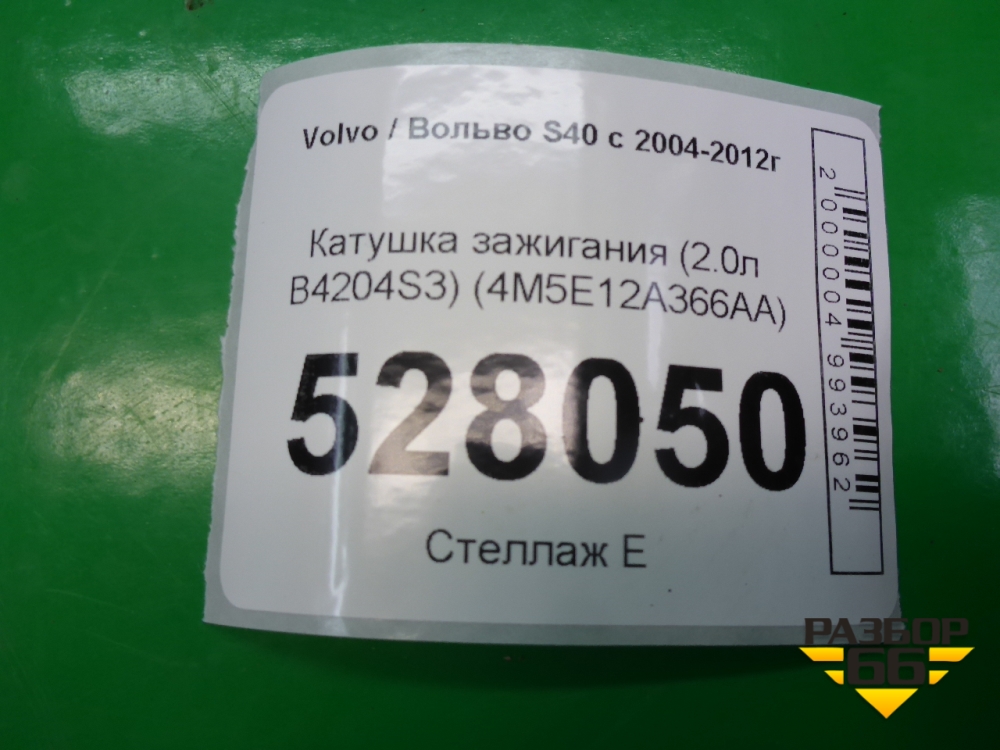 Volvo / Вольво S40 с 2004-2012г
Катушка зажигания (2.0л
B4204S3) (4M5E12A366AA)
528050
Стеллаж Е
2000004993962
РАЗБОР
66